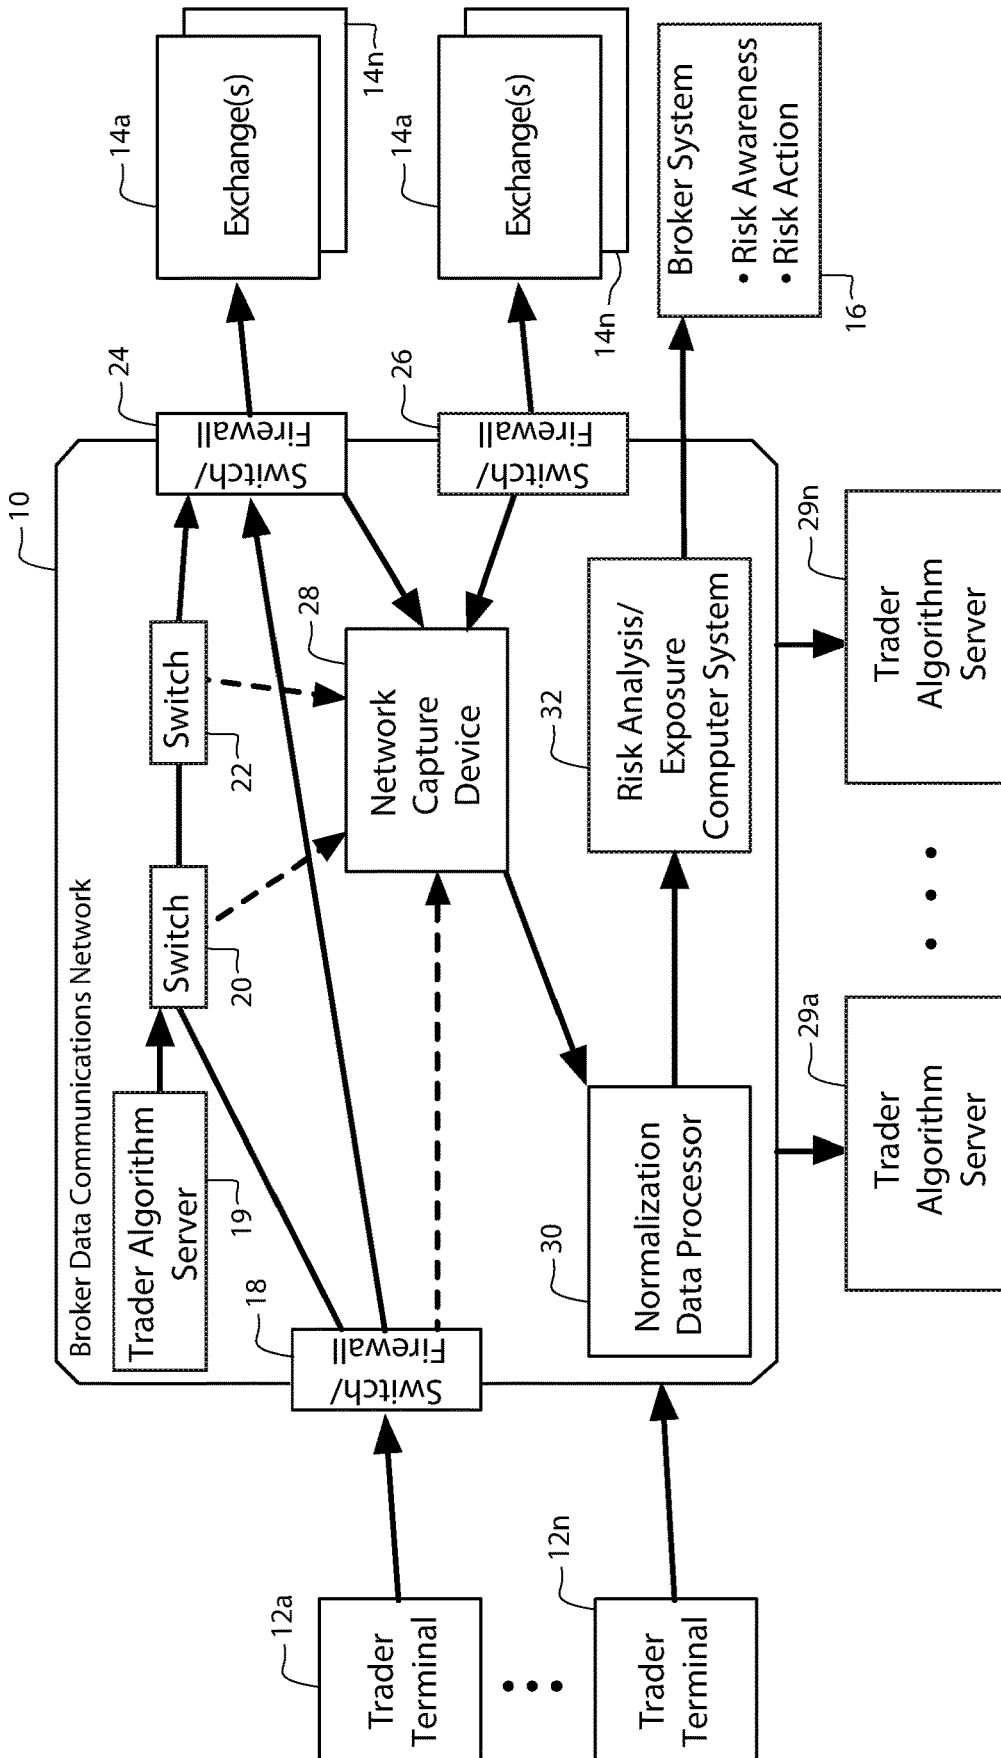 10
Broker Data Communications Network
Trader Algorithm
Server
19
Switch
20
Switch
22
Switch/
Firewall
24
14a
Exchange(s)
14n
12a
Trader
Terminal
Switch/
Firewall
18
28
Network
Capture
Device
Switch/
Firewall
26
14a
Exchange(s)
14n
12n
Trader
Terminal
30
Normalization
Data Processor
32
Risk Analysis/
Exposure
Computer System
Broker System
• Risk Awareness
• Risk Action
16
29a
Trader
Algorithm
Server
29n
Trader
Algorithm
Server